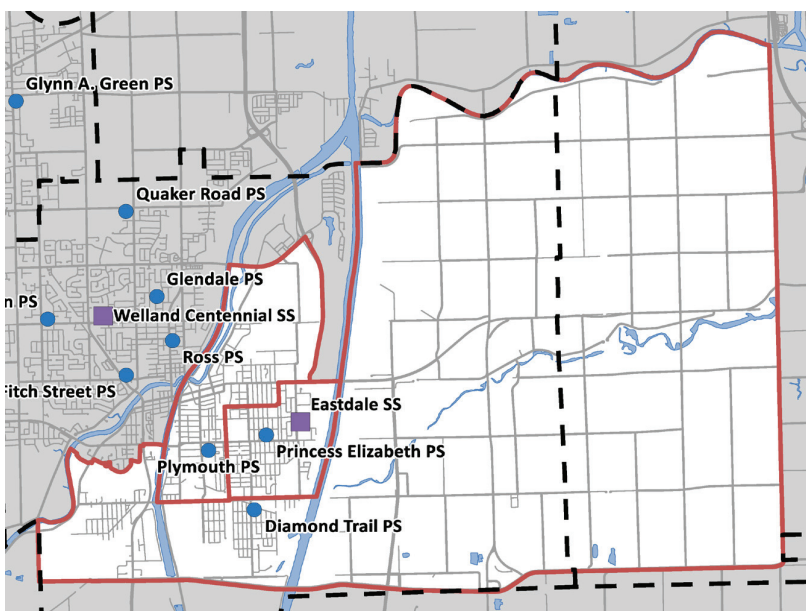 Glynn A. Green PS
Quaker Road PS
Glendale PS
n PS
Welland Centennial SS
Ross PS
Fitch Street PS
Eastdale SS
Princess Elizabeth PS
Plymouth PS
Diamond Trail PS